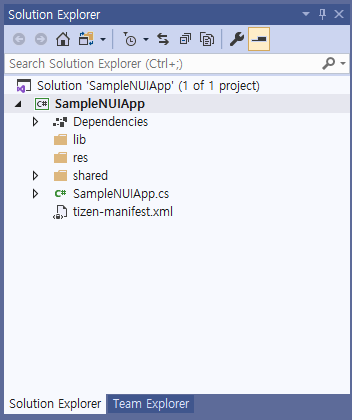 Solution Explorer
Search Solution Explorer (Ctrl+;)
Solution 'SampleNUIApp' (1 of 1 project)
C# SampleNUIApp
Dependencies
lib
res
shared
C# SampleNUIApp.cs
tizen-manifest.xml
Solution Explorer Team Explorer